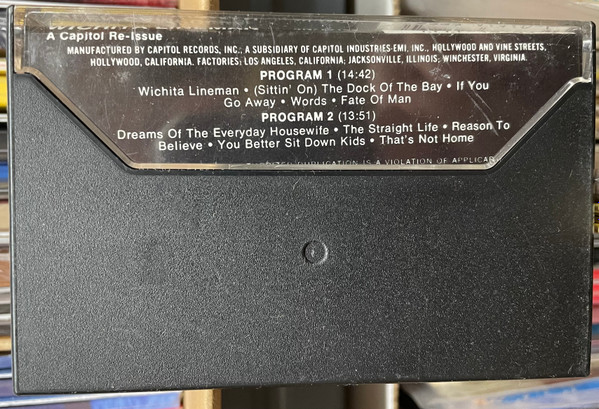 A Capitol Re-Issue
MANUFACTURED BY CAPITOL RECORDS, INC., A SUBSIDIARY OF CAPITOL INDUSTRIES-EMI, INC., HOLLYWOOD AND VINE STREETS,
HOLLYWOOD, CALIFORNIA. FACTORIES: LOS ANGELES, CALIFORNIA; JACKSONVILLE, ILLINOIS; WINCHESTER, VIRGINIA.
PROGRAM 1 (14:42)
Wichita Lineman • (Sittin' On) The Dock Of The Bay • If You
Go Away • Words • Fate Of Man
PROGRAM 2 (13:51)
Dreams Of The Everyday Housewife • The Straight Life • Reason To
Believe • You Better Sit Down Kids • That's Not Home
IS A VIOLATION OF